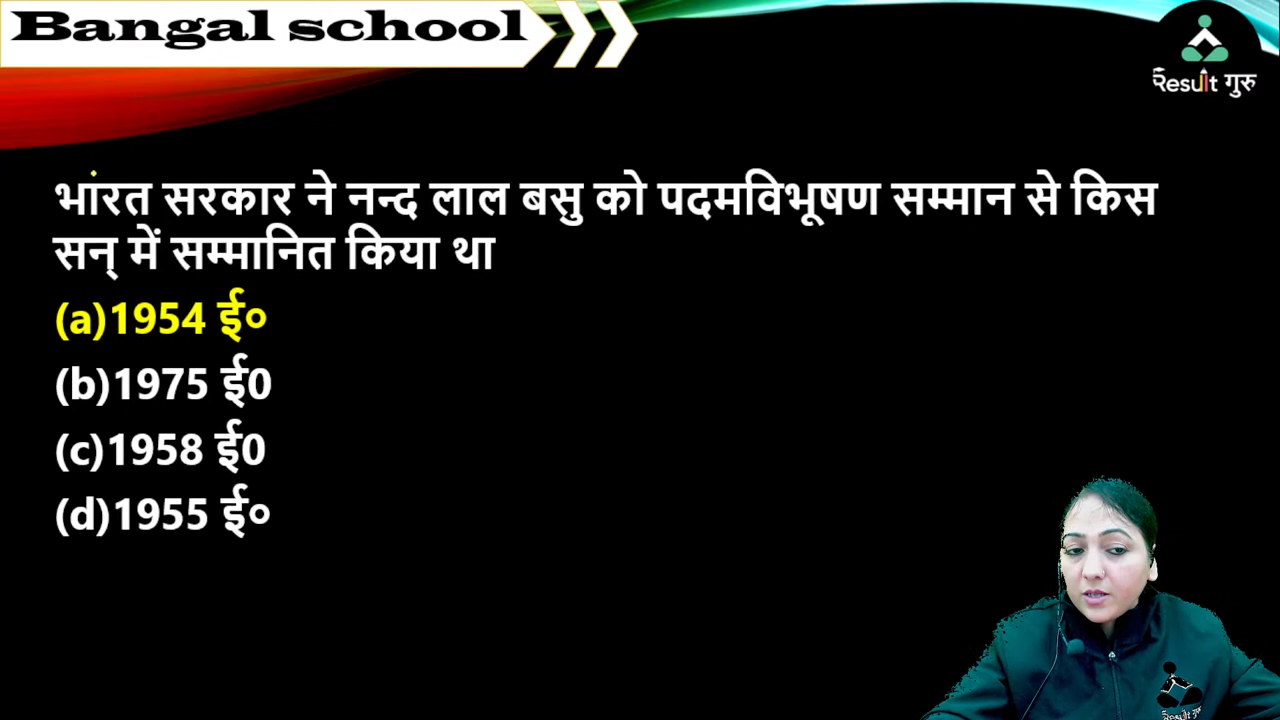 Bangal school
Result गुरु
भांरत सरकार ने नन्द लाल बसु को पदमविभूषण सम्मान से किस
सन् में सम्मानित किया था
(a)1954 ई०
(b)1975 ई0
(c)1958 ई0
(d)1955 ई०
Result गुरु